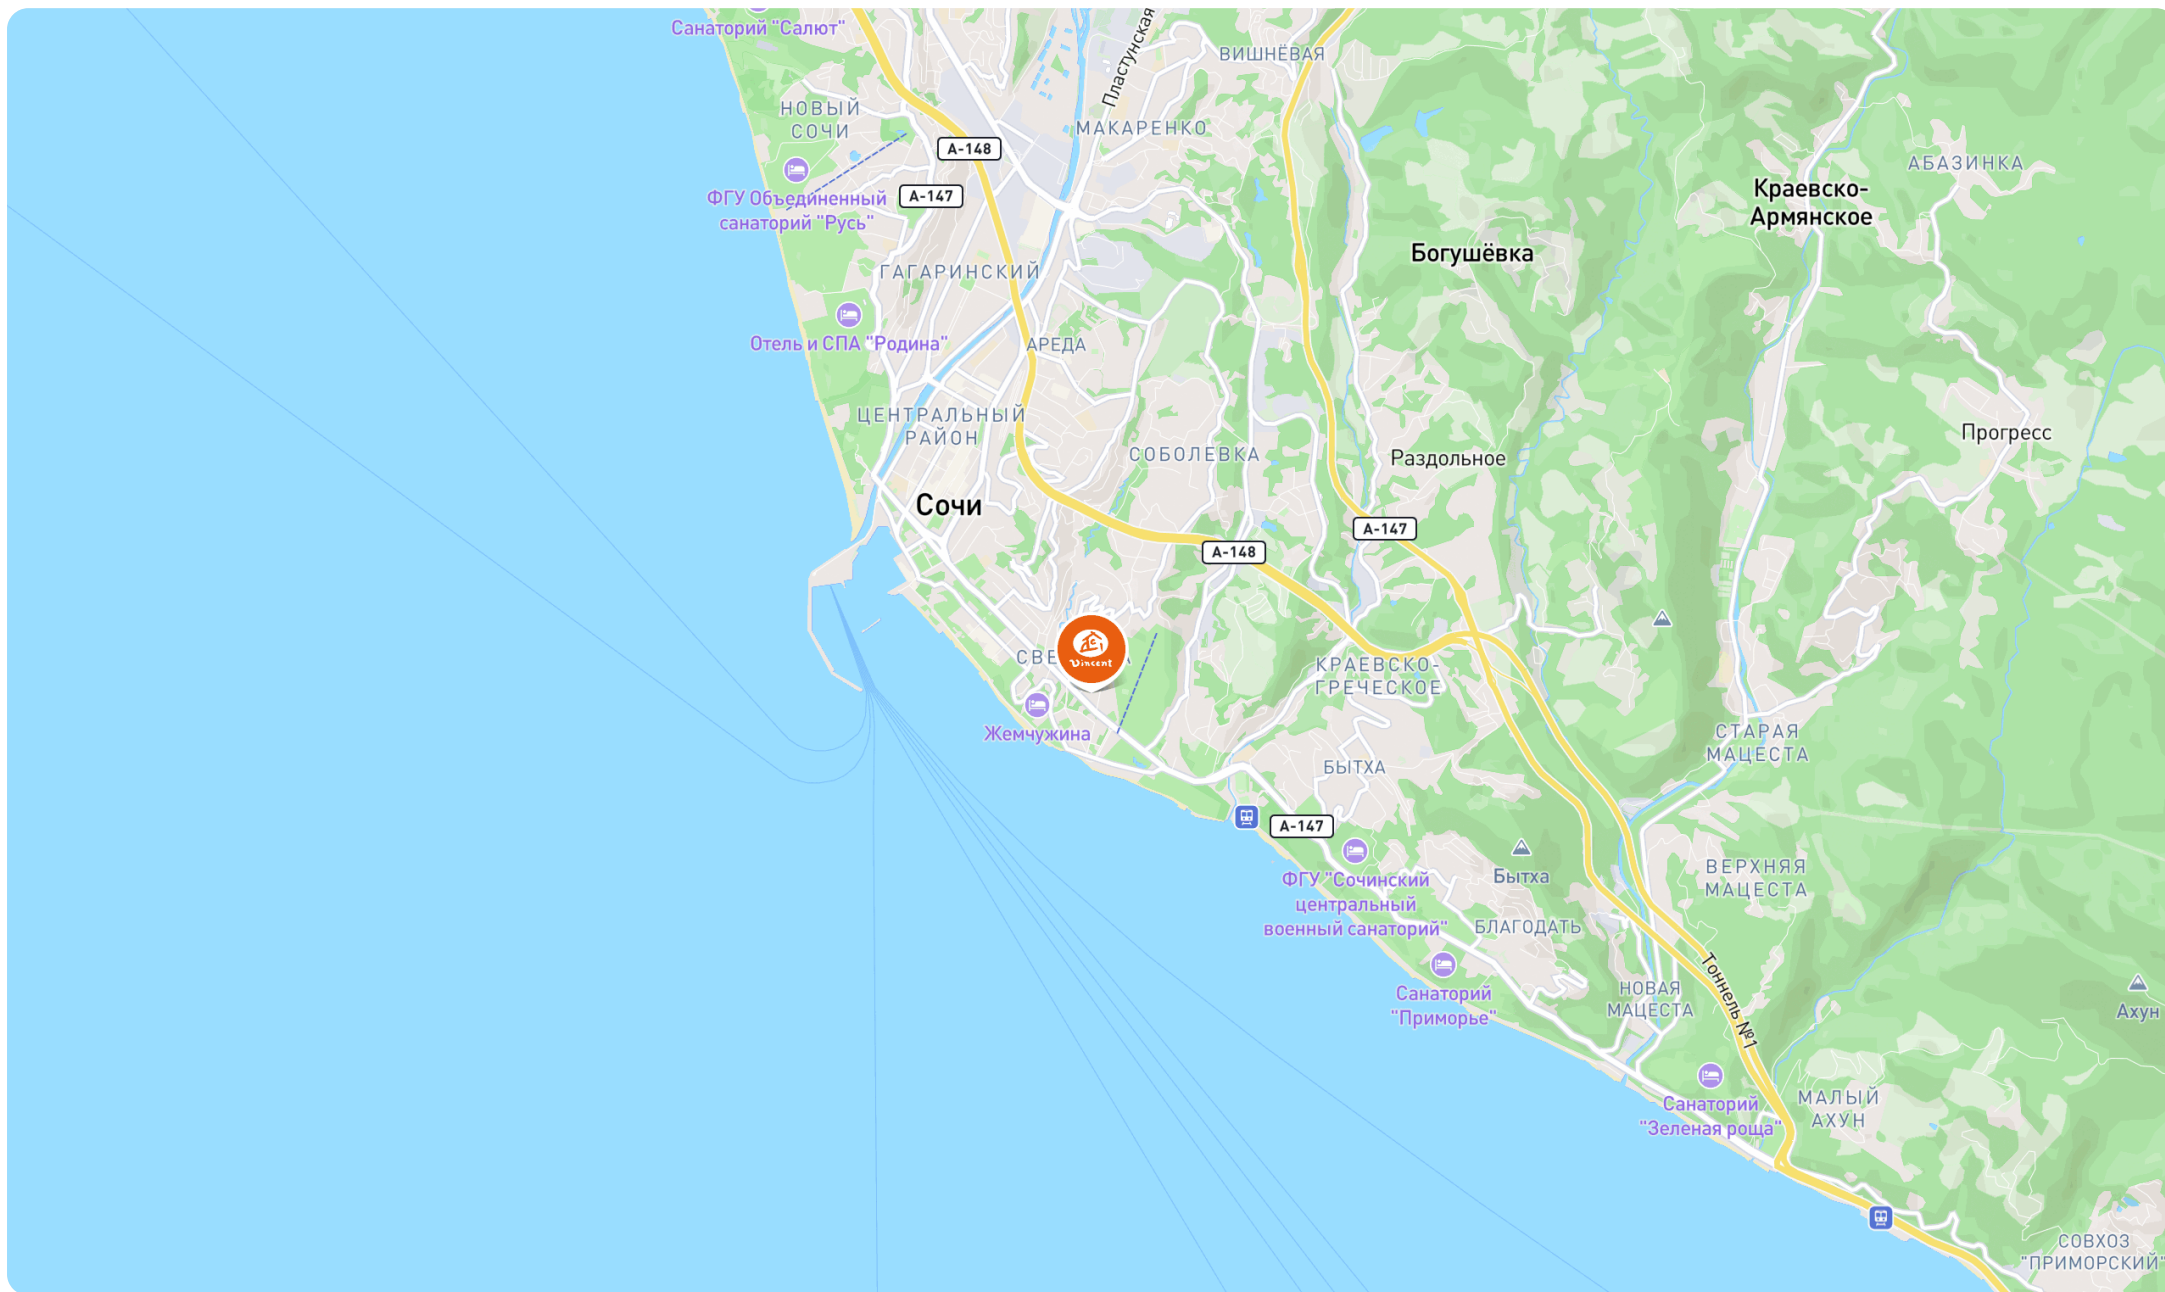 Санаторий "Салют"
Пластунская
ВИШНЁВАЯ
НОВЫЙ
СОЧИ
МАКАРЕНКО
А-148
АБАЗИНКА
ФГУ Объединенный
санаторий "Русь"
А-147
Краевско-
Армянское
Богушёвка
ГАГАРИНСКИЙ
Отель и СПА "Родина"
АРЕДА
ЦЕНТРАЛЬНЫЙ
РАЙОН
СОБОЛЕВКА
Раздольное
Прогресс
Сочи
А-147
А-148
Vincent
КРАЕВСКО-
ГРЕЧЕСКОЕ
Жемчужина
СТАРАЯ
МАЦЕСТА
БЫТХА
А-147
ФГУ "Сочинский
центральный
военный санаторий"
Бытха
ВЕРХНЯЯ
МАЦЕСТА
БЛАГОДАТЬ
Санаторий
"Приморье"
НОВАЯ
МАЦЕСТА
Тоннель №1
Ахун
Санаторий
"Зеленая роща"
МАЛЫЙ
АХУН
СОВХОЗ
"ПРИМОРСКИЙ"